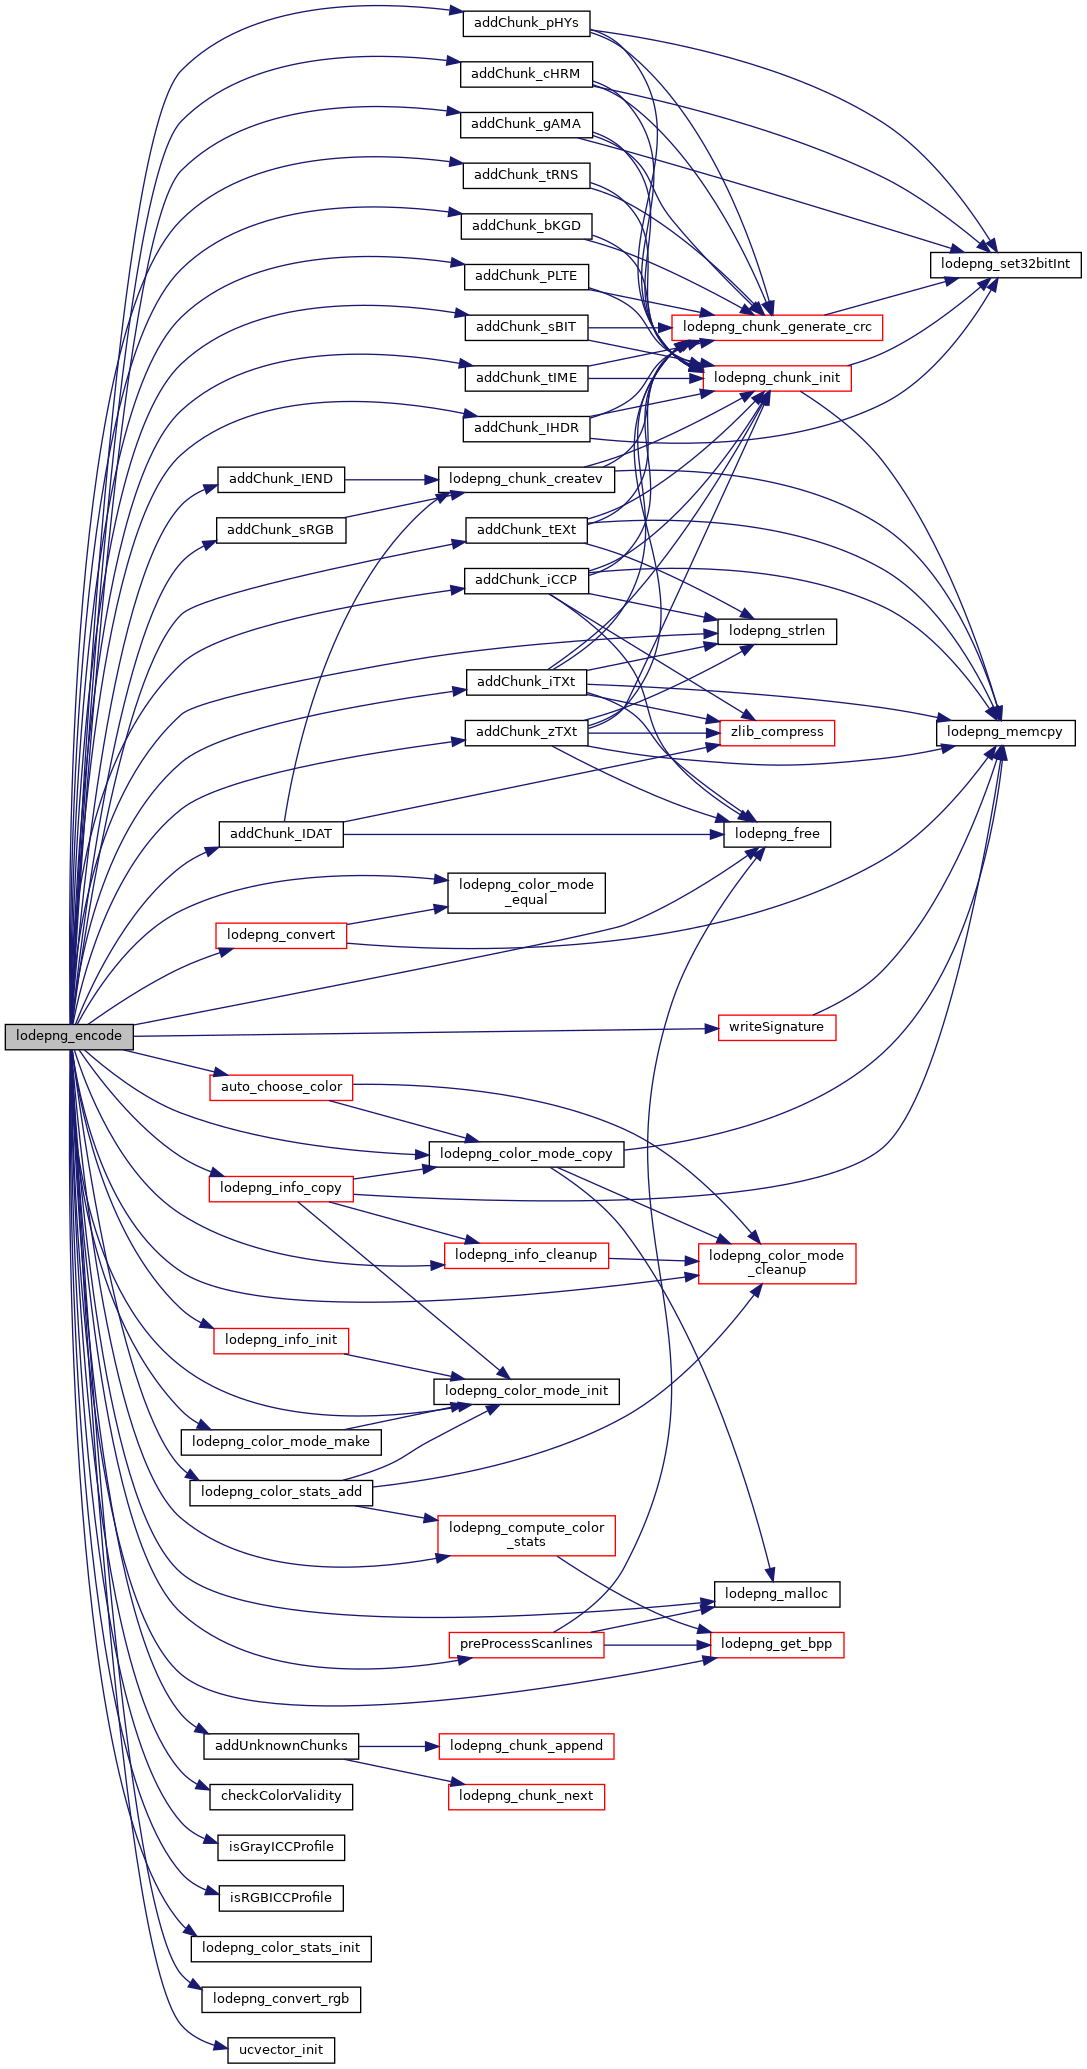 addChunk_pHYs
addChunk_cHRM
addChunk_gAMA
addChunk_tRNS
addChunk_bKGD
lodepng_set32bitInt
addChunk_PLTE
addChunk_sBIT
lodepng_chunk_generate_crc
addChunk_tIME
lodepng_chunk_init
addChunk_IHDR
addChunk_IEND
lodepng_chunk_createv
addChunk_sRGB
addChunk_tEXt
addChunk_iCCP
lodepng_strlen
addChunk_iTXt
addChunk_zTXt
zlib_compress
lodepng_memcpy
addChunk_IDAT
lodepng_free
lodepng_color_mode
_equal
lodepng_convert
lodepng_encode
writeSignature
auto_choose_color
lodepng_color_mode_copy
lodepng_info_copy
lodepng_info_cleanup
lodepng_color_mode
_cleanup
lodepng_info_init
lodepng_color_mode_init
lodepng_color_mode_make
lodepng_color_stats_add
lodepng_compute_color
_stats
lodepng_malloc
preProcessScanlines
lodepng_get_bpp
addUnknownChunks
lodepng_chunk_append
checkColorValidity
lodepng_chunk_next
isGrayICCProfile
isRGBICCProfile
lodepng_color_stats_init
lodepng_convert_rgb
ucvector_init